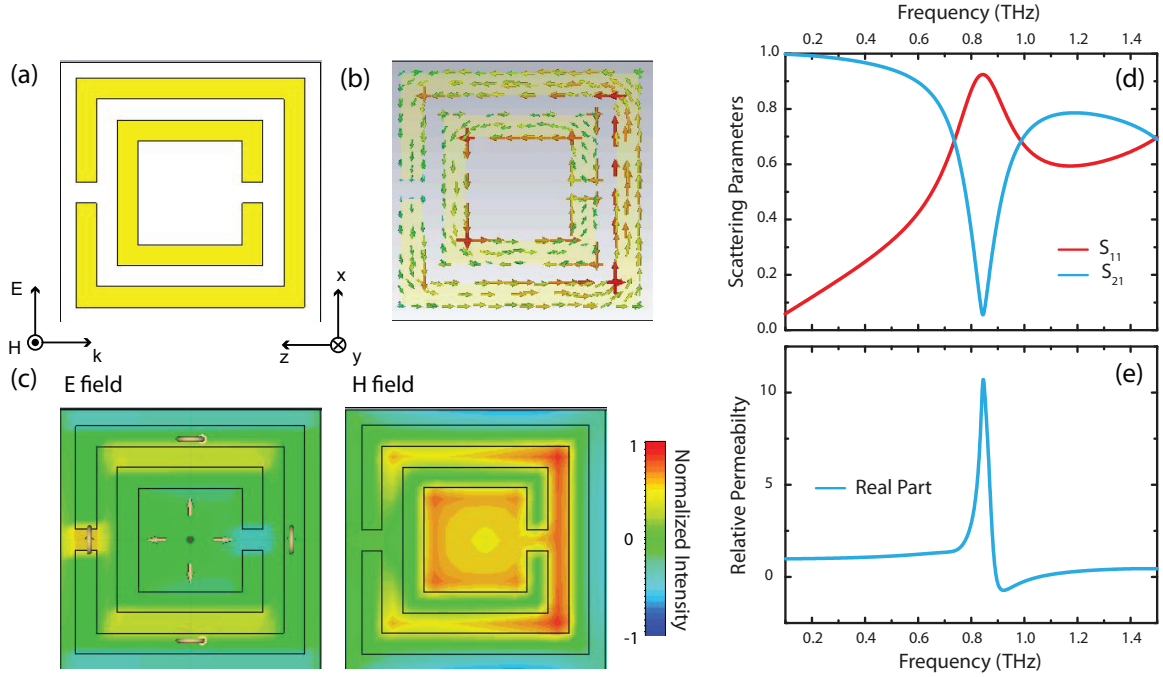 (a)
E
H
k
x
z
y
(b)
(c)
E field
H field
1
0
-1
Normalized Intensity
Frequency (THz)
0.2 0.4 0.6 0.8 1.0 1.2 1.4
(d)
1.0
0.8
0.6
0.4
0.2
0.0
Scattering Parameters
S11
S21
(e)
10
5
0
Relative Permeabilty
Real Part
0.2 0.4 0.6 0.8 1.0 1.2 1.4
Frequency (THz)